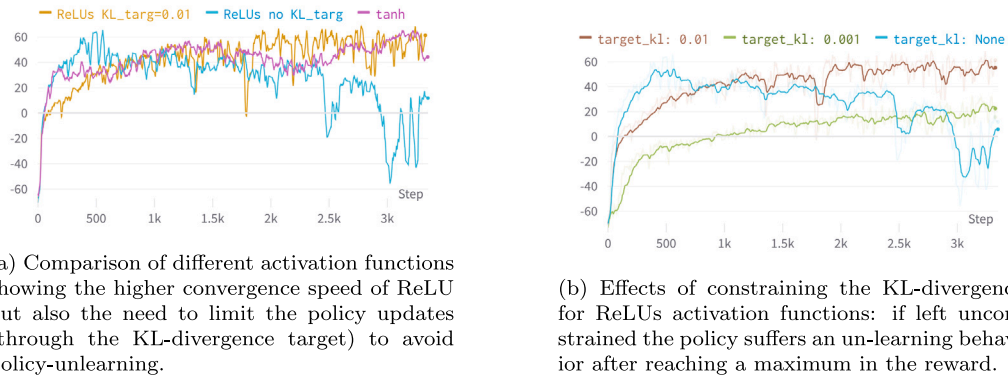 ReLUs KL_targ=0.01 ReLUs no KL_targ tanh
60
40
20
0
-20
-40
-60
Step
0 500 1k 1.5k 2k 2.5k 3k
a) Comparison of different activation functions
howing the higher convergence speed of ReLU
ut also the need to limit the policy updates
through the KL-divergence target) to avoid
olicy-unlearning.
target_kl: 0.01 target_kl: 0.001 target_kl: None
60
40
20
0
-20
-40
-60
Step
0 500 1k 1.5k 2k 2.5k 3k
(b) Effects of constraining the KL-divergenc
for ReLUs activation functions: if left uncon
strained the policy suffers an un-learning behav
ior after reaching a maximum in the reward.